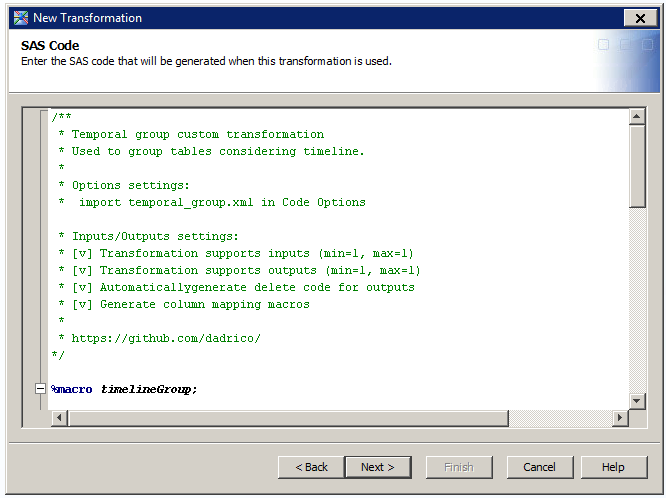 New Transformation
SAS Code
Enter the SAS code that will be generated when this transformation is used.
/**
* Temporal group custom transformation
* Used to group tables considering timeline.
*
* Options settings:
*  import temporal_group.xml in Code Options
* Inputs/Outputs settings:
* [v] Transformation supports inputs (min=1, max=1)
* [v] Transformation supports outputs (min=1, max=1)
* [v] Automaticallygenerate delete code for outputs
* [v] Generate column mapping macros
*
* https://github.com/dadrico/
*/
%macro timelineGroup;
< Back Next > Finish Cancel Help